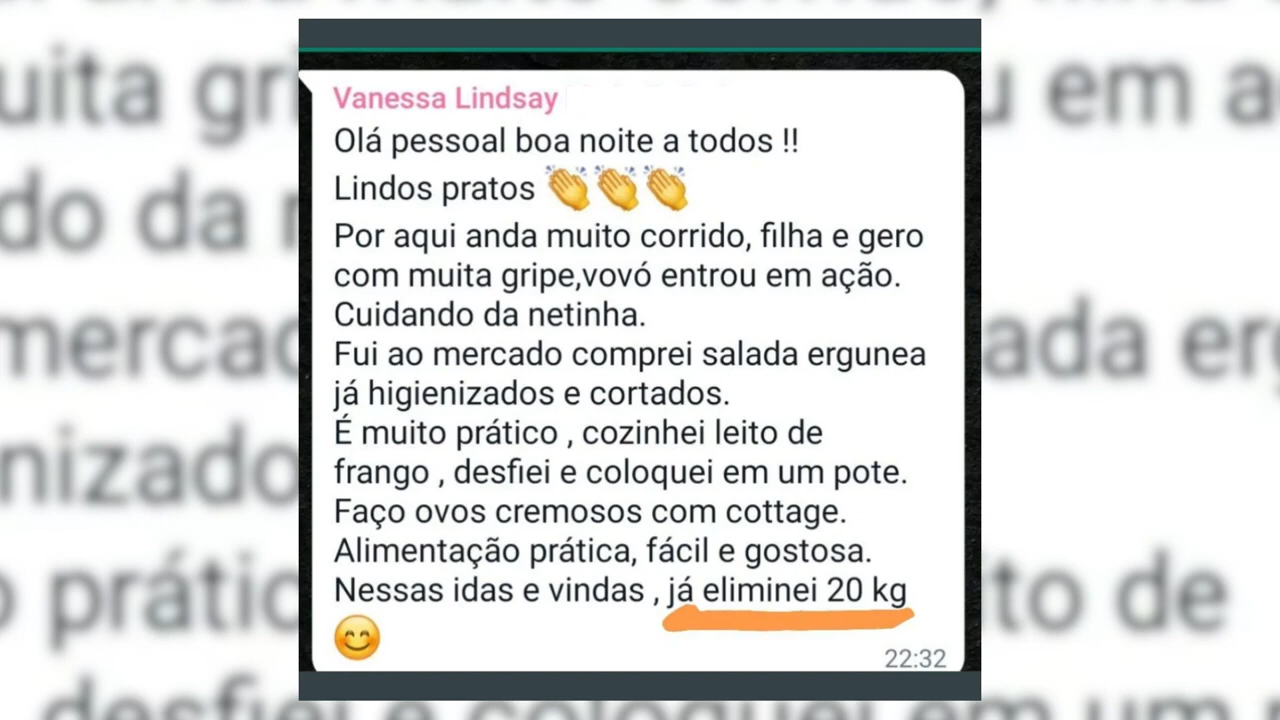 Vanessa Lindsay
Olá pessoal boa noite a todos !!
Lindos pratos 👏👏👏
Por aqui anda muito corrido, filha e gero
com muita gripe,vovó entrou em ação.
Cuidando da netinha.
Fui ao mercado comprei salada ergunea
já higienizados e cortados.
É muito prático , cozinhei leito de
frango , desfiei e coloquei em um pote.
Faço ovos cremosos com cottage.
Alimentação prática, fácil e gostosa.
Nessas idas e vindas , já eliminei 20 kg
😊
22:32